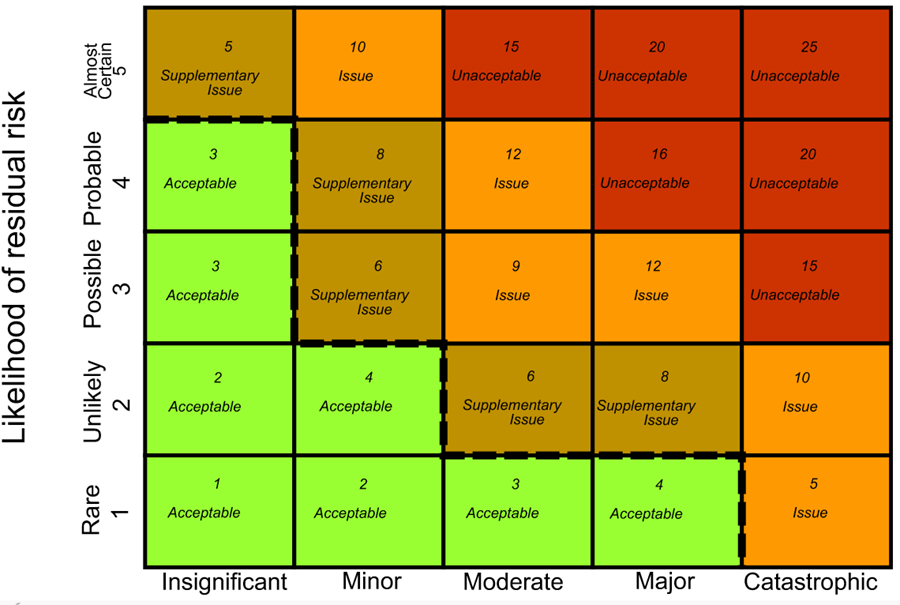 Likelihood of residual risk
Almost
Certain
5
5
Supplementary
Issue
10
Issue
15
Unacceptable
20
Unacceptable
25
Unacceptable
Probable
4
3
Acceptable
8
Supplementary
Issue
12
Issue
16
Unacceptable
20
Unacceptable
Possible
3
3
Acceptable
6
Supplementary
Issue
9
Issue
12
Issue
15
Unacceptable
Unlikely
2
2
Acceptable
4
Acceptable
6
Supplementary
Issue
8
Supplementary
Issue
10
Issue
Rare
1
1
Acceptable
2
Acceptable
3
Acceptable
4
Acceptable
5
Issue
Insignificant
Minor
Moderate
Major
Catastrophic